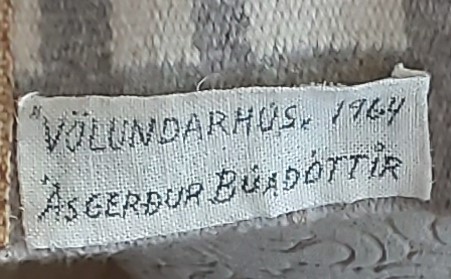 "VÖLUNDARHÚS. 1964
ÁSGERÐUR BÚADÓTTIR